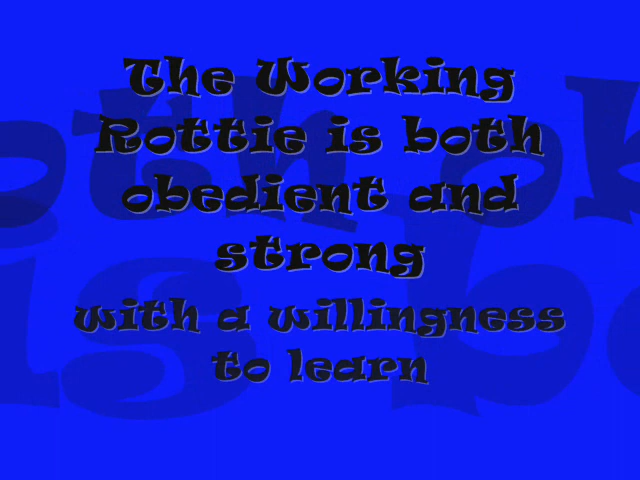 The Working
Rottie is both
obedient and
strong
with a willingness
to learn